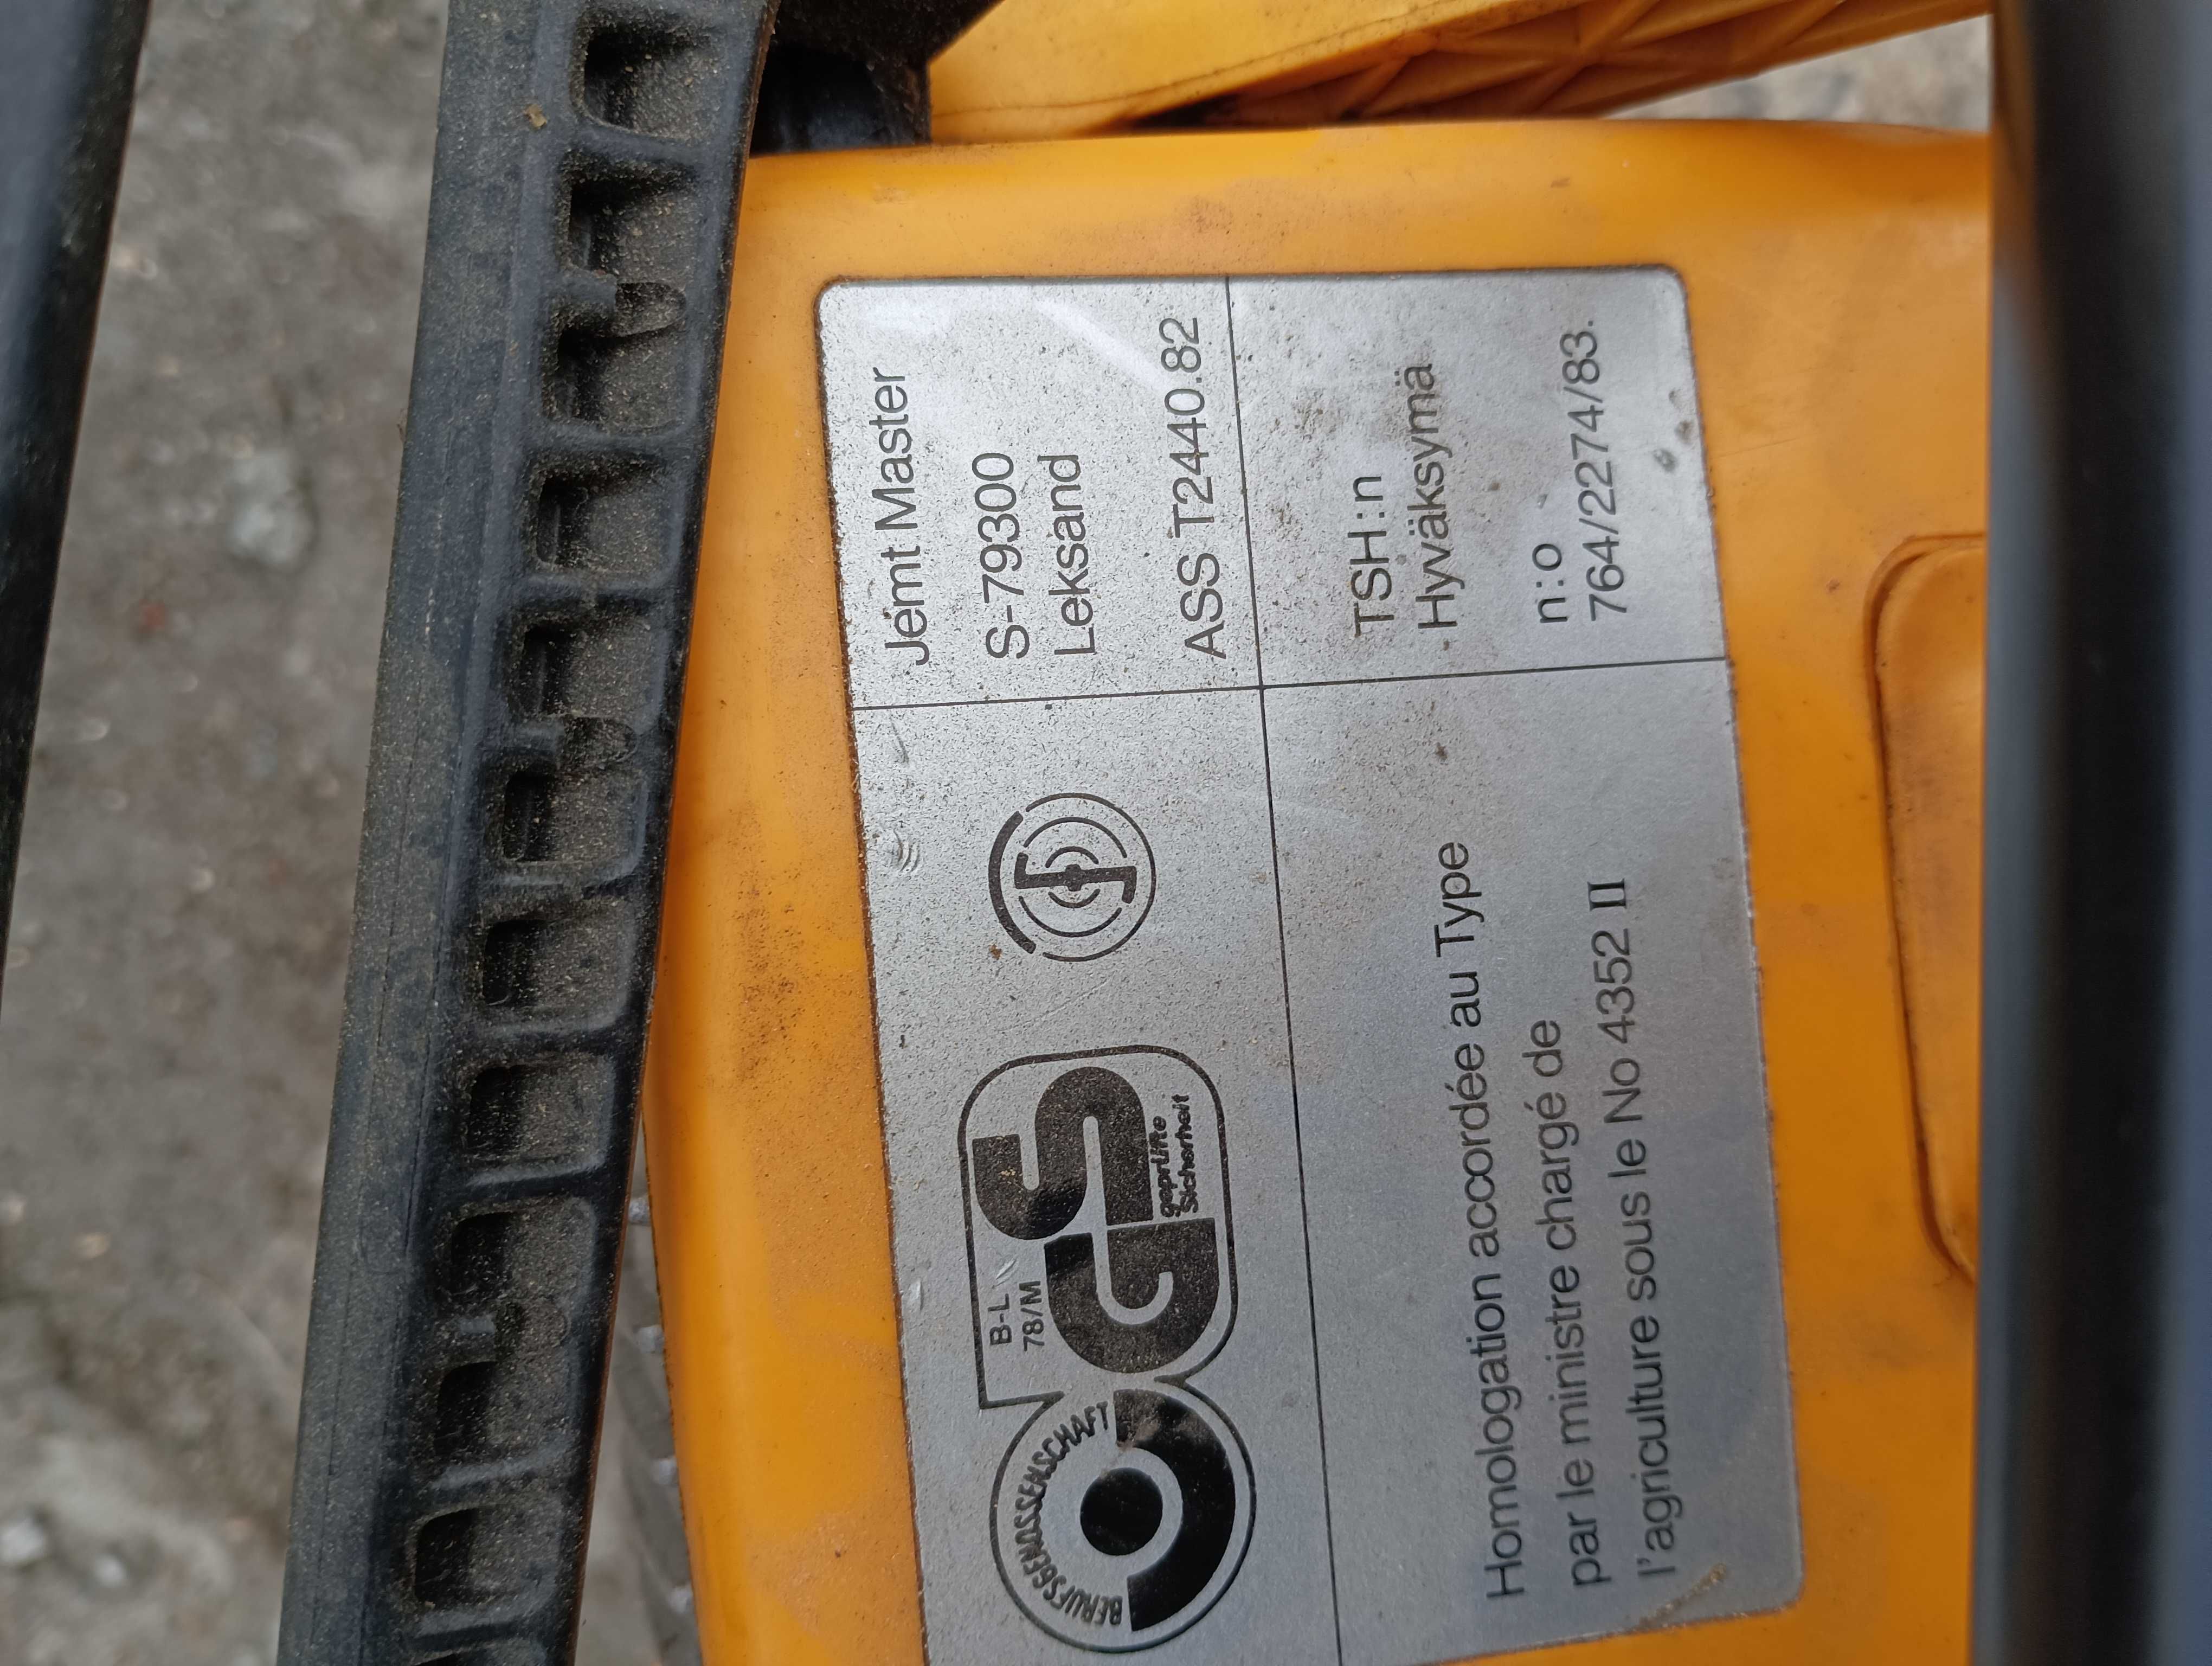 BERUFSGENOSSENSCHAFT
B-L
78/M
GS
geprüfte
Sicherheit
Jemt Master
S-79300
Leksand
ASS T2440.82
Homologation accordée au Type
par le ministre chargé de
l'agriculture sous le No 4352 II
TSH:n
Hyväksymä
n:o
764/2274/83.